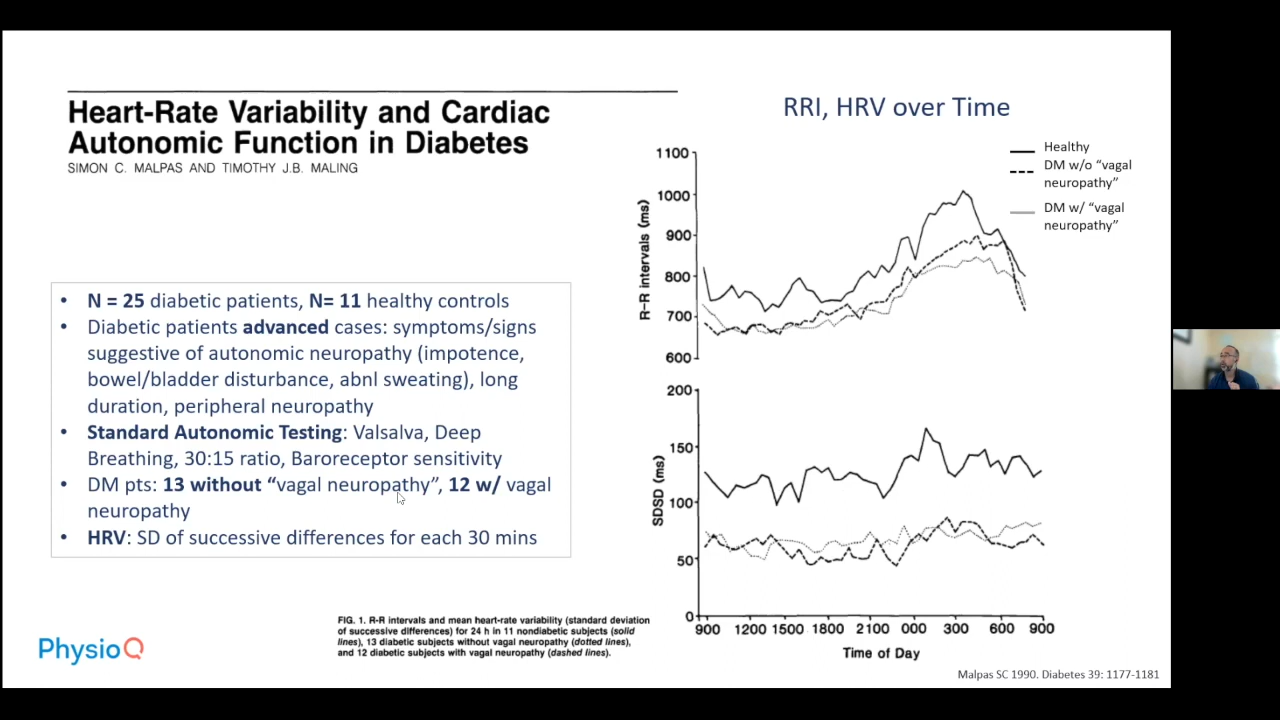 Heart-Rate Variability and Cardiac
Autonomic Function in Diabetes
SIMON C. MALPAS AND TIMOTHY J.B. MALING
• N = 25 diabetic patients, N= 11 healthy controls
• Diabetic patients advanced cases: symptoms/signs
suggestive of autonomic neuropathy (impotence,
bowel/bladder disturbance, abnl sweating), long
duration, peripheral neuropathy
• Standard Autonomic Testing: Valsalva, Deep
Breathing, 30:15 ratio, Baroreceptor sensitivity
• DM pts: 13 without “vagal neuropathy”, 12 w/ vagal
neuropathy
• HRV: SD of successive differences for each 30 mins
PhysioQ
FIG. 1. R-R intervals and mean heart-rate variability (standard deviation
of successive differences) for 24 h in 11 nondiabetic subjects (solid
lines), 13 diabetic subjects without vagal neuropathy (dotted lines),
and 12 diabetic subjects with vagal neuropathy (dashed lines).
RRI, HRV over Time
Healthy
DM w/o “vagal
neuropathy”
DM w/ “vagal
neuropathy”
R–R intervals (ms)
1100
1000
900
800
700
600
SDSD (ms)
200
150
100
50
0
900 1200 1500 1800 2100 000 300 600 900
Time of Day
Malpas SC 1990. Diabetes 39: 1177-1181